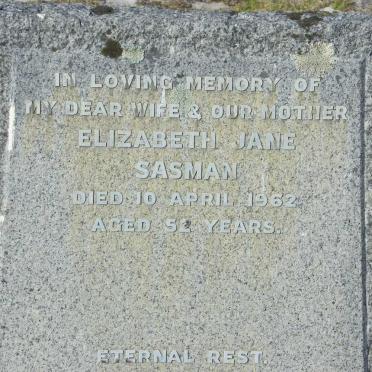 IN LOVING MEMORY OF
MY DEAR WIFE & OUR MOTHER
ELIZABETH JANE
SASMAN
DIED 10 APRIL 1962
AGED 52 YEARS.
ETERNAL REST.